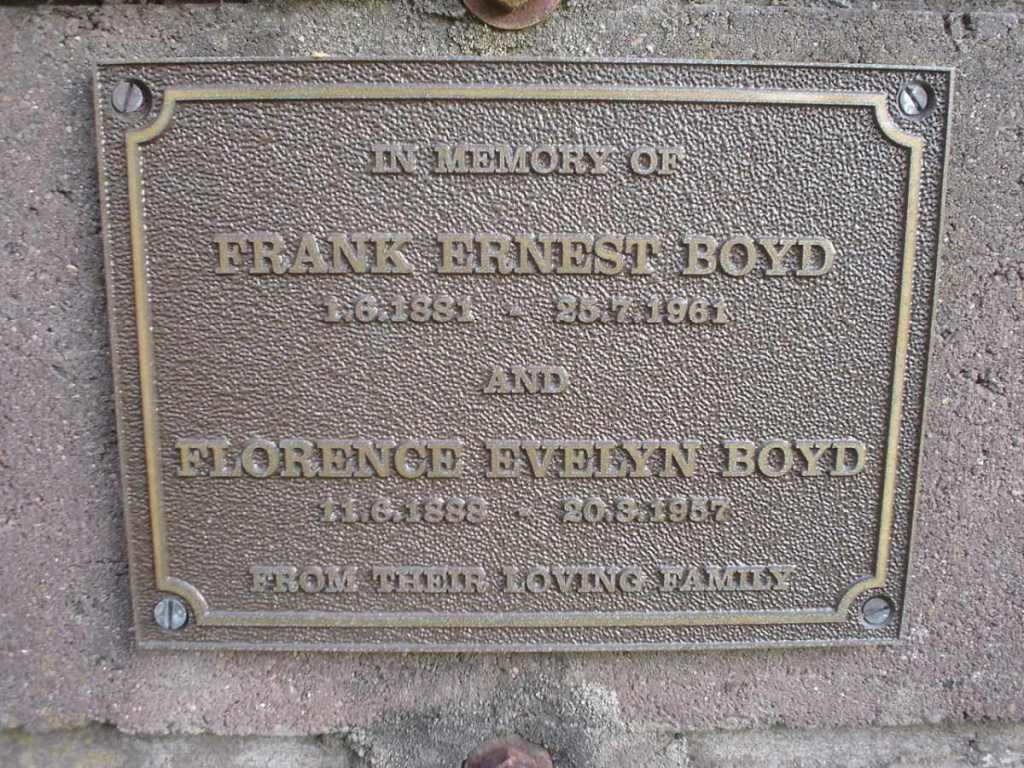 IN MEMORY OF
FRANK ERNEST BOYD
1.6.1881 - 25.7.1961
AND
FLORENCE EVELYN BOYD
11.6.1888 - 20.3.1957
FROM THEIR LOVING FAMILY